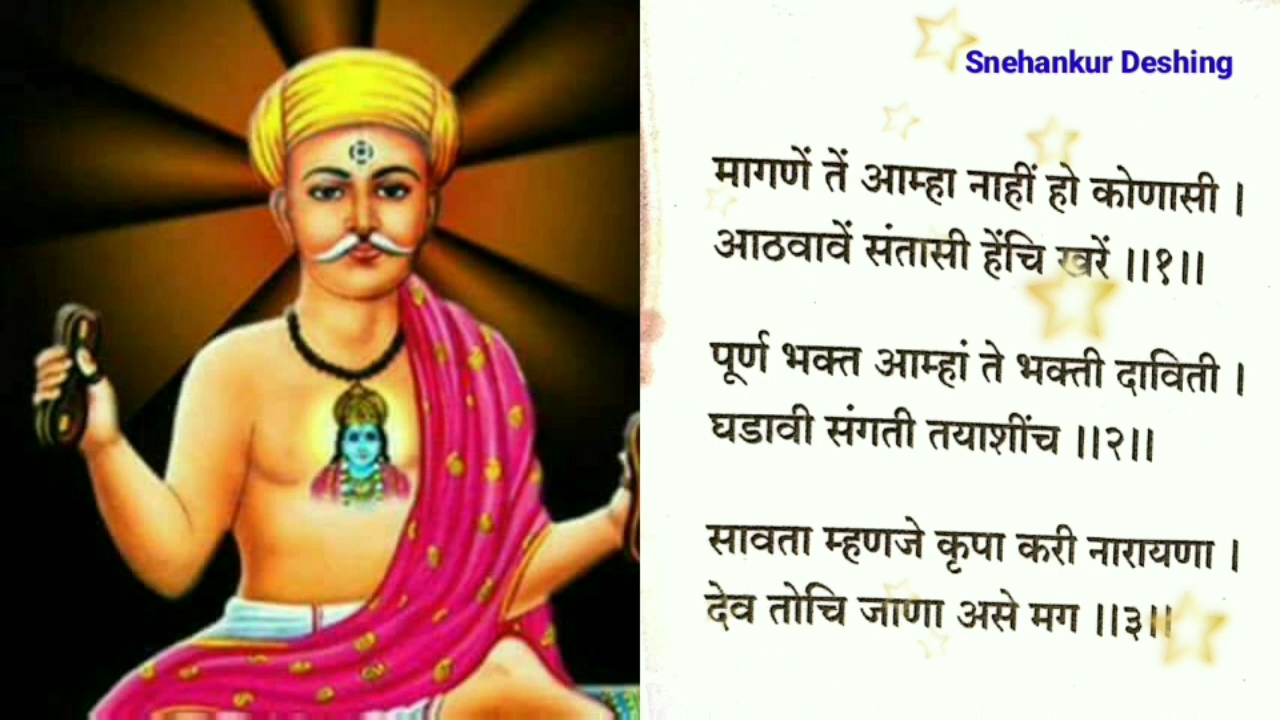 Snehankur Deshing
मागणें तें आम्हा नाहीं हो कोणासी ।
आठवावें संतासी हेंचि खरें ।।१।।
पूर्ण भक्त आम्हां ते भक्ती दाविती ।
घडावी संगती तयाशींच ।।२।।
सावता म्हणजे कृपा करी नारायणा ।
देव तोचि जाणा असे मग ।।३।।